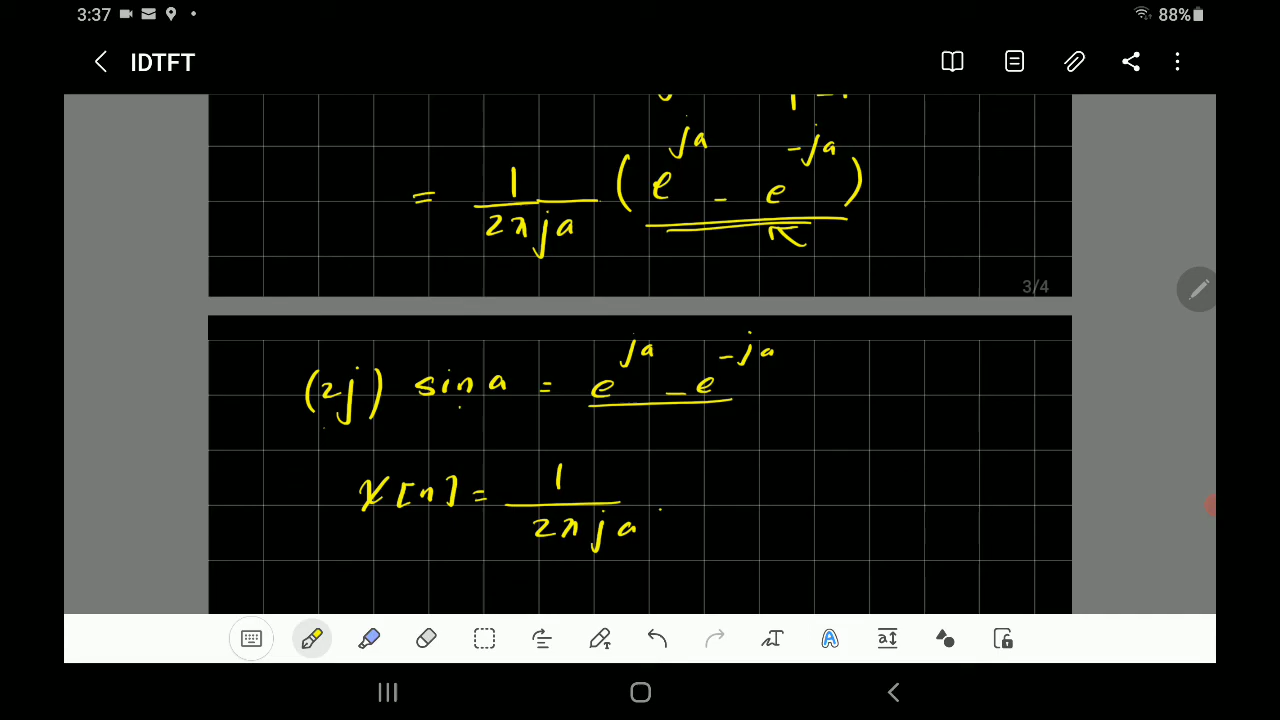 3:37 88%
IDTFT
= 1/(2πja) (e^(ja) - e^(-ja))
3/4
(2j) sin a = e^(ja) - e^(-ja)
x[n] = 1/(2πja) .